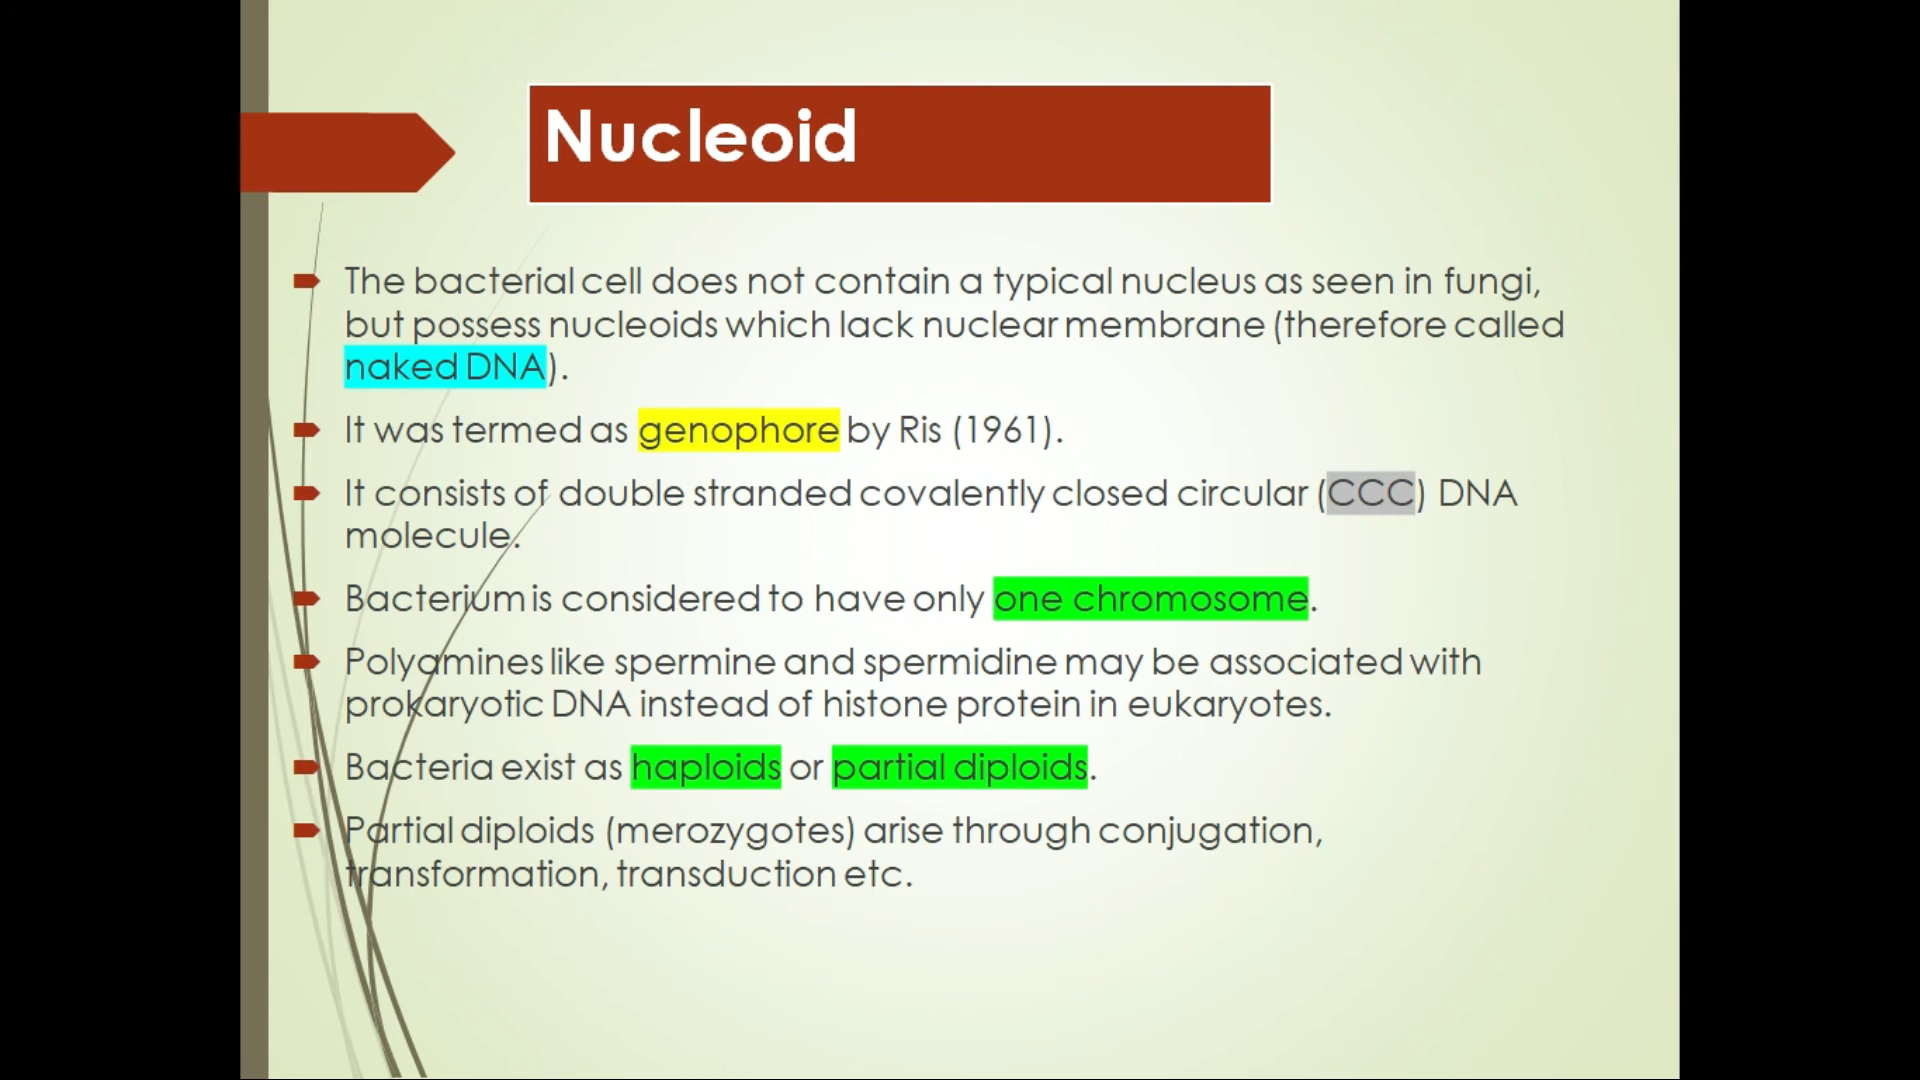 Nucleoid
The bacterial cell does not contain a typical nucleus as seen in fungi,
but possess nucleoids which lack nuclear membrane (therefore called
naked DNA).
It was termed as genophore by Ris (1961).
It consists of double stranded covalently closed circular (CCC) DNA
molecule.
Bacterium is considered to have only one chromosome.
Polyamines like spermine and spermidine may be associated with
prokaryotic DNA instead of histone protein in eukaryotes.
Bacteria exist as haploids or partial diploids.
Partial diploids (merozygotes) arise through conjugation,
transformation, transduction etc.